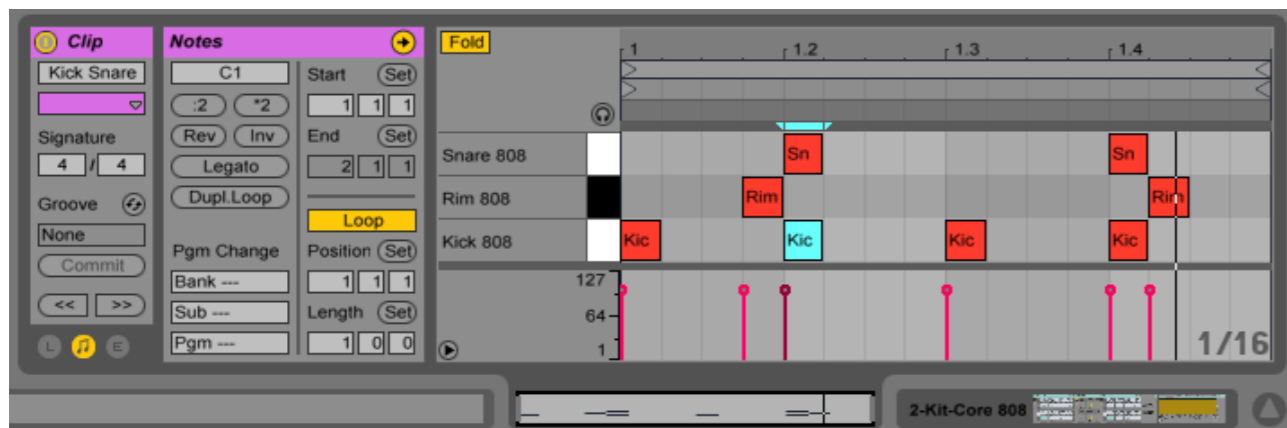 Clip
Kick Snare
Signature
4 / 4
Groove
None
Commit
<< >>
L E
Notes
C1
:2 *2
Rev Inv
Legato
Dupl.Loop
Pgm Change
Bank ---
Sub ---
Pgm ---
Start Set
1 1 1
End Set
2 1 1
Loop
Position Set
1 1 1
Length Set
1 0 0
Fold
1 1.2 1.3 1.4
Snare 808 Sn Sn
Rim 808 Rim Rim
Kick 808 Kic Kic Kic Kic
127
64
1
1/16
2-Kit-Core 808